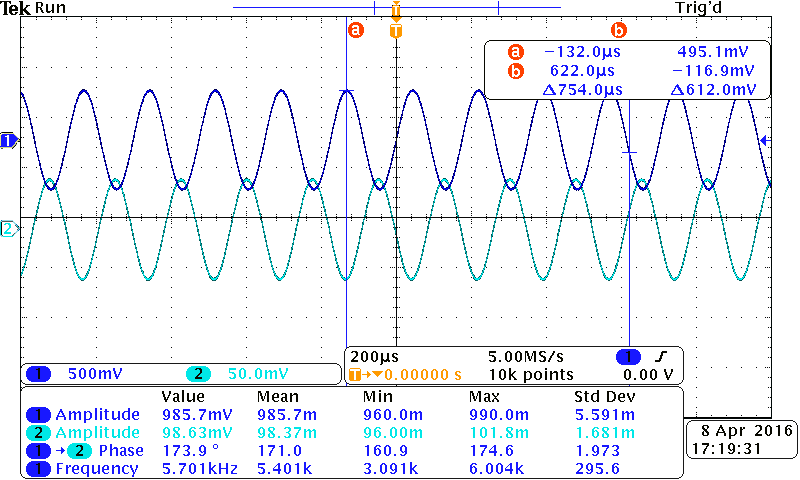 Tek Run Trig'd
T
a T b
a −132.0µs 495.1mV
b 622.0µs −116.9mV
Δ754.0µs Δ612.0mV
1
2
1 500mV 2 50.0mV
200µs 5.00MS/s 1
T→▼0.00000 s 10k points 0.00 V
Value Mean Min Max Std Dev
1 Amplitude 985.7mV 985.7m 960.0m 990.0m 5.591m
2 Amplitude 98.63mV 98.37m 96.00m 101.8m 1.681m
1 → 2 Phase 173.9 ° 171.0 160.9 174.6 1.973
1 Frequency 5.701kHz 5.401k 3.091k 6.004k 295.6
8 Apr 2016
17:19:31